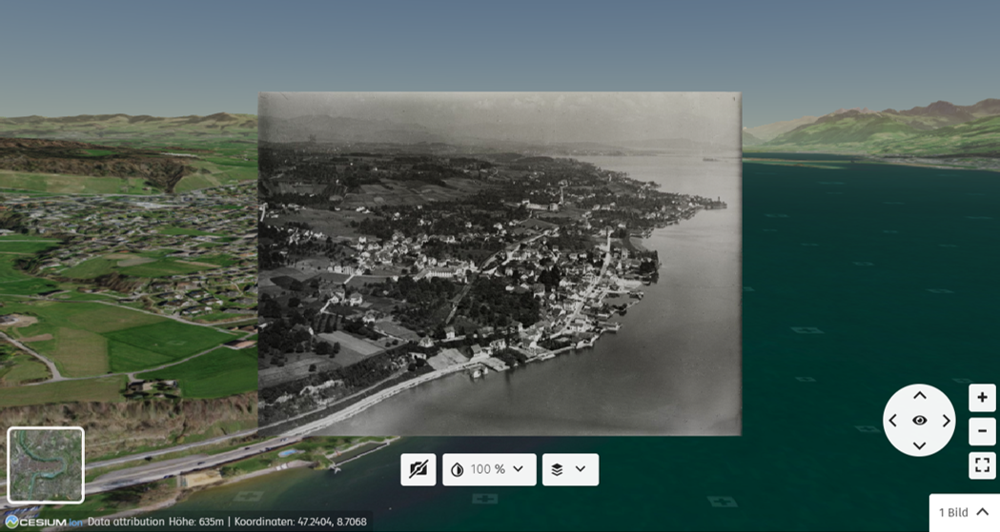 100 %
1 Bild
CESIUM ion Data attribution Höhe: 635m | Koordinaten: 47.2404, 8.7068